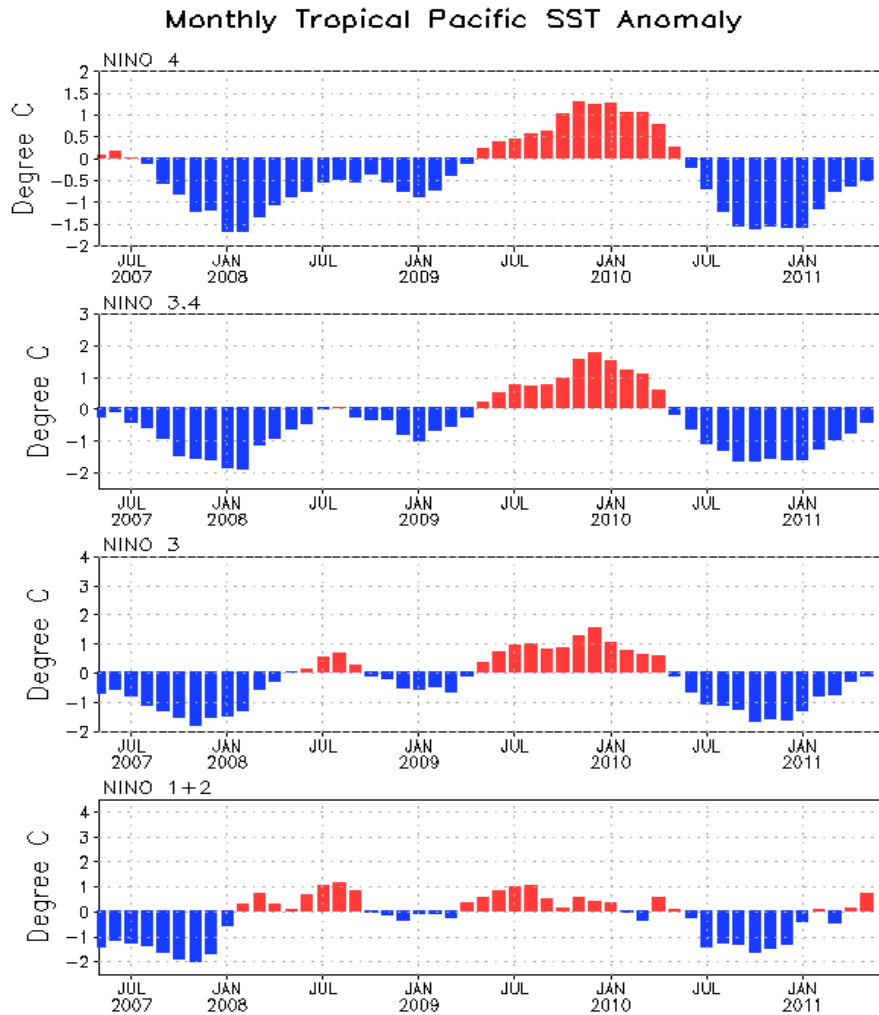 Monthly Tropical Pacific SST Anomaly
NINO 4
Degree C
2
1.5
1
0.5
0
−0.5
−1
−1.5
−2
JUL JAN JUL JAN JUL JAN JUL JAN
2007 2008 2009 2010 2011
NINO 3.4
Degree C
3
2
1
0
−1
−2
JUL JAN JUL JAN JUL JAN JUL JAN
2007 2008 2009 2010 2011
NINO 3
Degree C
4
3
2
1
0
−1
−2
JUL JAN JUL JAN JUL JAN JUL JAN
2007 2008 2009 2010 2011
NINO 1+2
Degree C
4
3
2
1
0
−1
−2
JUL JAN JUL JAN JUL JAN JUL JAN
2007 2008 2009 2010 2011